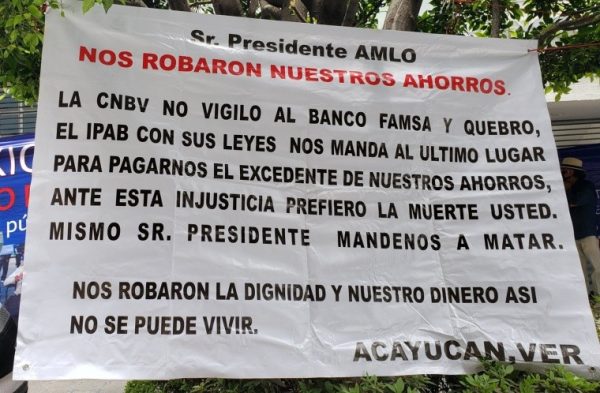 Sr. Presidente AMLO
NOS ROBARON NUESTROS AHORROS.
LA CNBV NO VIGILO AL BANCO FAMSA Y QUEBRO,
EL IPAB CON SUS LEYES NOS MANDA AL ULTIMO LUGAR
PARA PAGARNOS EL EXCEDENTE DE NUESTROS AHORROS,
ANTE ESTA INJUSTICIA PREFIERO LA MUERTE USTED.
MISMO SR. PRESIDENTE MANDENOS A MATAR.
NOS ROBARON LA DIGNIDAD Y NUESTRO DINERO ASI
NO SE PUEDE VIVIR.
ACAYUCAN,VER